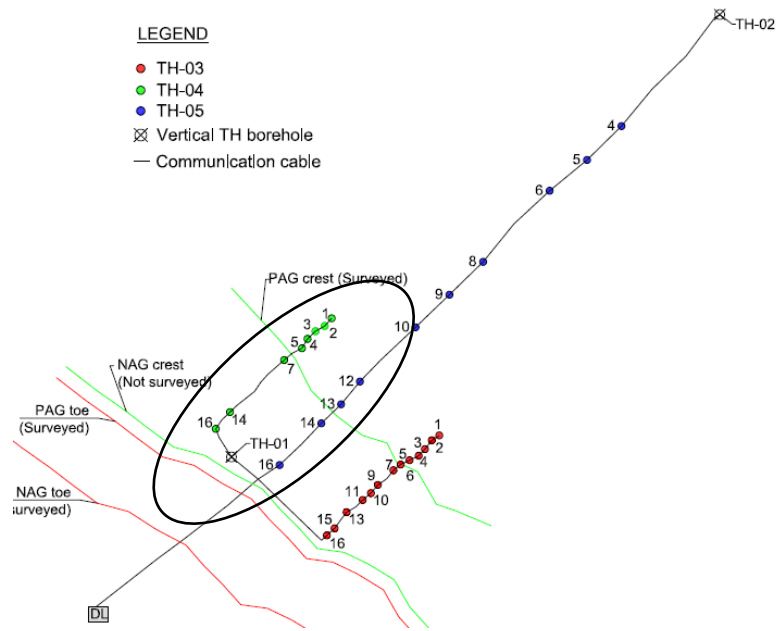 TH-02
LEGEND
TH-03
TH-04
TH-05
Vertical TH borehole
Communication cable
4
5
6
8
9
10
12
13
14
16
PAG crest (Surveyed)
1
2
3
4
5
7
14
16
NAG crest
(Not surveyed)
PAG toe
(Surveyed)
TH-01
NAG toe
surveyed)
1
2
3
4
5
6
7
9
10
11
13
15
16
DL